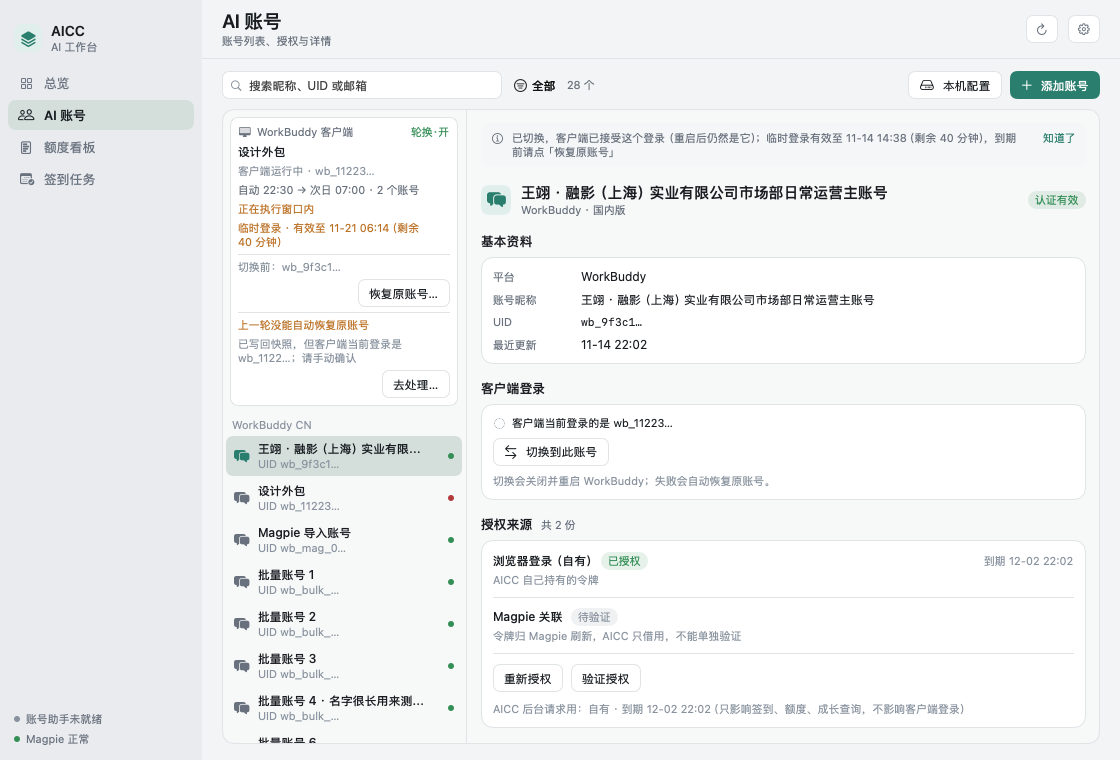 AICC
AI 工作台
总览
AI 账号
额度看板
签到任务
账号助手未就绪
Magpie 正常
AI 账号
账号列表、授权与详情
搜索昵称、UID 或邮箱
全部 28 个
本机配置
添加账号
WorkBuddy 客户端 轮换·开
设计外包
客户端运行中 · wb_11223…
自动 22:30 → 次日 07:00 · 2 个账号
正在执行窗口内
临时登录 · 有效至 11-21 06:14 (剩余
40 分钟)
切换前：wb_9f3c1…
恢复原账号…
上一轮没能自动恢复原账号
已写回快照，但客户端当前登录是
wb_1122…；请手动确认
去处理…
WorkBuddy CN
王翊 · 融影（上海）实业有限…
UID wb_9f3c1…
设计外包
UID wb_11223…
Magpie 导入账号
UID wb_mag_0…
批量账号 1
UID wb_bulk_…
批量账号 2
UID wb_bulk_…
批量账号 3
UID wb_bulk_…
批量账号 4 · 名字很长用来测…
UID wb_bulk_…
已切换，客户端已接受这个登录（重启后仍然是它）；临时登录有效至 11-14 14:38 (剩余 40 分钟)，到期
前请点「恢复原账号」
知道了
王翊 · 融影（上海）实业有限公司市场部日常运营主账号
WorkBuddy · 国内版
认证有效
基本资料
平台 WorkBuddy
账号昵称 王翊 · 融影（上海）实业有限公司市场部日常运营主账号
UID wb_9f3c1…
最近更新 11-14 22:02
客户端登录
客户端当前登录的是 wb_11223…
切换到此账号
切换会关闭并重启 WorkBuddy；失败会自动恢复原账号。
授权来源 共 2 份
浏览器登录（自有） 已授权 到期 12-02 22:02
AICC 自己持有的令牌
Magpie 关联 待验证
令牌归 Magpie 刷新，AICC 只借用，不能单独验证
重新授权 验证授权
AICC 后台请求用：自有 · 到期 12-02 22:02（只影响签到、额度、成长查询，不影响客户端登录）